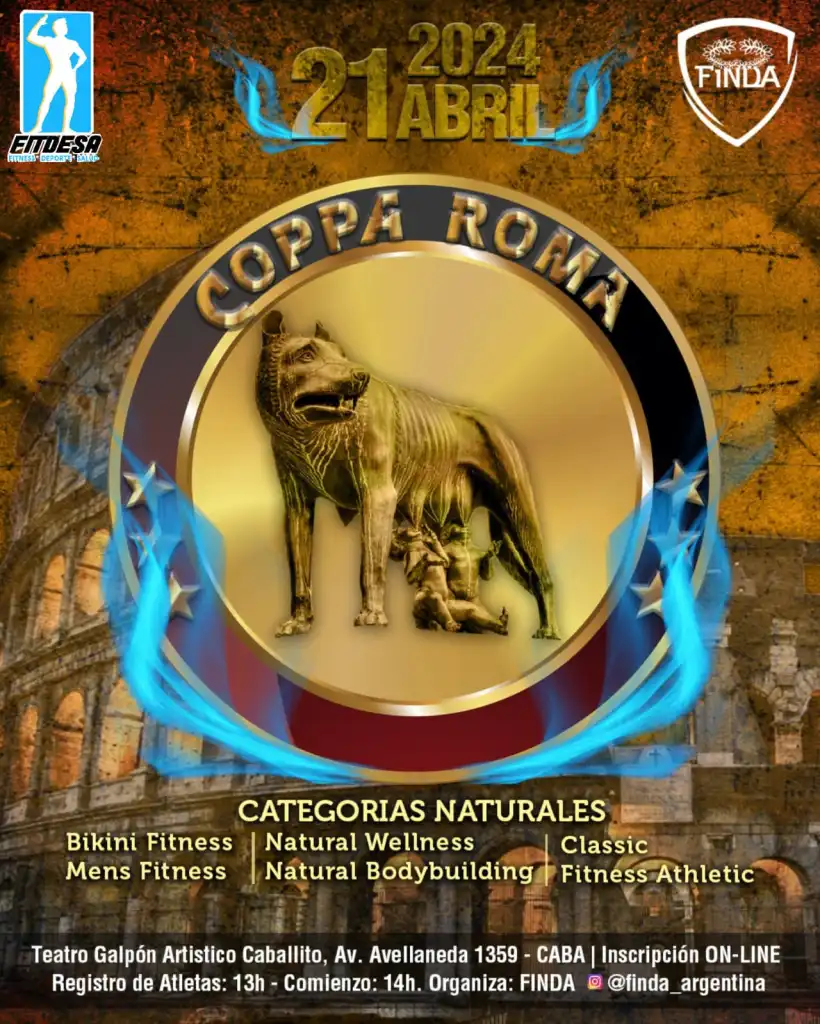 FITDESA
FITNESS * DEPORTE * SALUD
2024
21 ABRIL
FINDA
COPPA ROMA
CATEGORIAS NATURALES
Bikini Fitness | Natural Wellness | Classic
Mens Fitness | Natural Bodybuilding | Fitness Athletic
Teatro Galpón Artistico Caballito, Av. Avellaneda 1359 - CABA | Inscripción ON-LINE
Registro de Atletas: 13h - Comienzo: 14h. Organiza: FINDA @finda_argentina